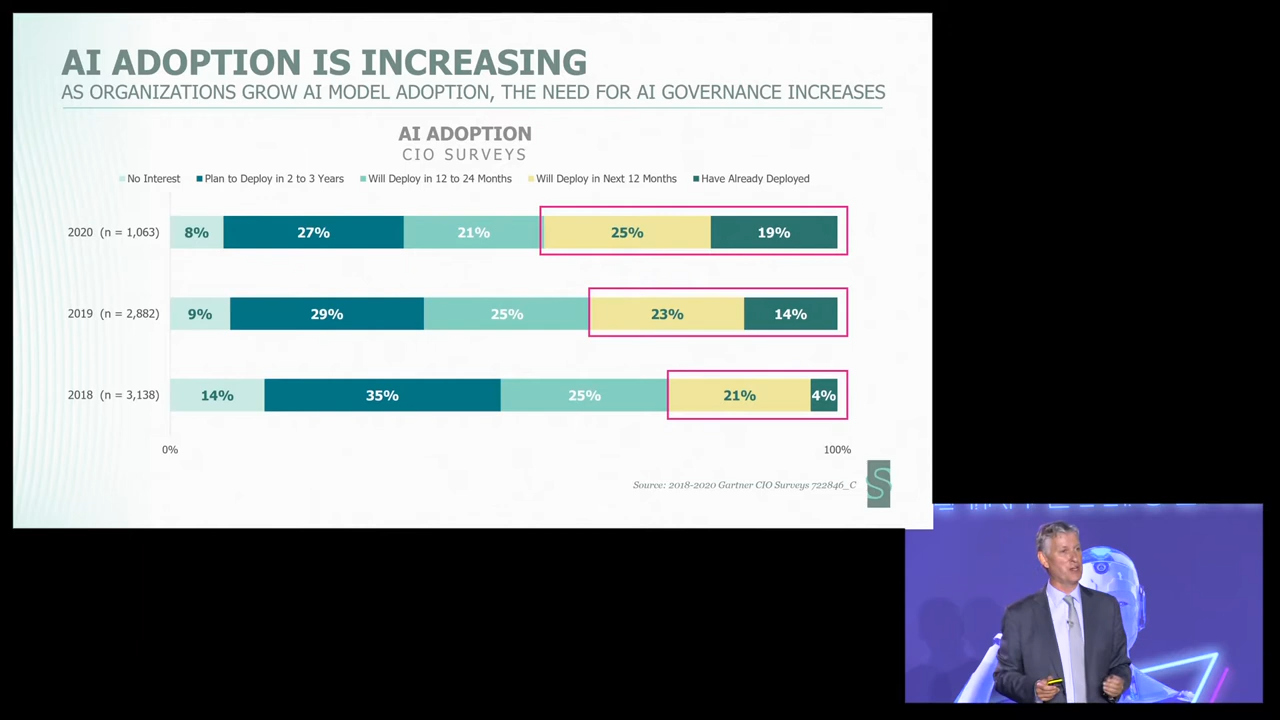 AI ADOPTION IS INCREASING
AS ORGANIZATIONS GROW AI MODEL ADOPTION, THE NEED FOR AI GOVERNANCE INCREASES
AI ADOPTION
CIO SURVEYS
No Interest Plan to Deploy in 2 to 3 Years Will Deploy in 12 to 24 Months Will Deploy in Next 12 Months Have Already Deployed
2020 (n = 1,063) 8% 27% 21% 25% 19%
2019 (n = 2,882) 9% 29% 25% 23% 14%
2018 (n = 3,138) 14% 35% 25% 21% 4%
0% 100%
Source: 2018-2020 Gartner CIO Surveys 722846_C
S